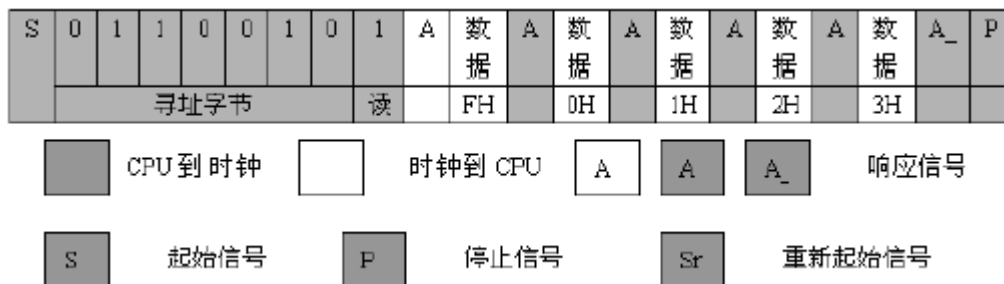 S 0 1 1 0 0 1 0 1 A 数据 A 数据 A 数据 A 数据 A 数据 A_ P
寻址字节 读 FH 0H 1H 2H 3H
CPU到时钟 时钟到CPU A A A_ 响应信号
S 起始信号 P 停止信号 Sr 重新起始信号